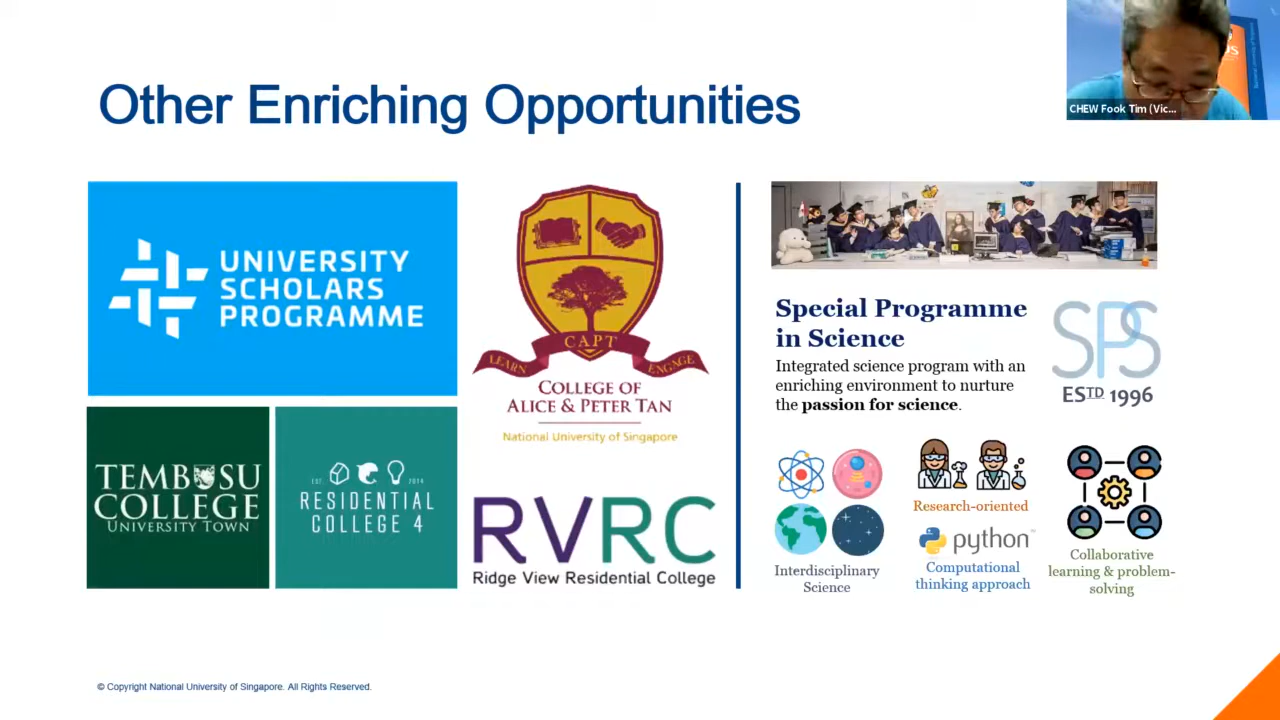 Other Enriching Opportunities
CHEW Fook Tim (Vic...
UNIVERSITY
SCHOLARS
PROGRAMME
TEMBUSU
COLLEGE
UNIVERSITY TOWN
EST. 2014
RESIDENTIAL
COLLEGE 4
CAPT
LEARN ENGAGE
COLLEGE OF
ALICE & PETER TAN
National University of Singapore
RVRC
Ridge View Residential College
Special Programme
in Science
Integrated science program with an
enriching environment to nurture
the passion for science.
SPS
ESTD 1996
Interdisciplinary
Science
Research-oriented
python™
Computational
thinking approach
Collaborative
learning & problem-
solving
© Copyright National University of Singapore. All Rights Reserved.